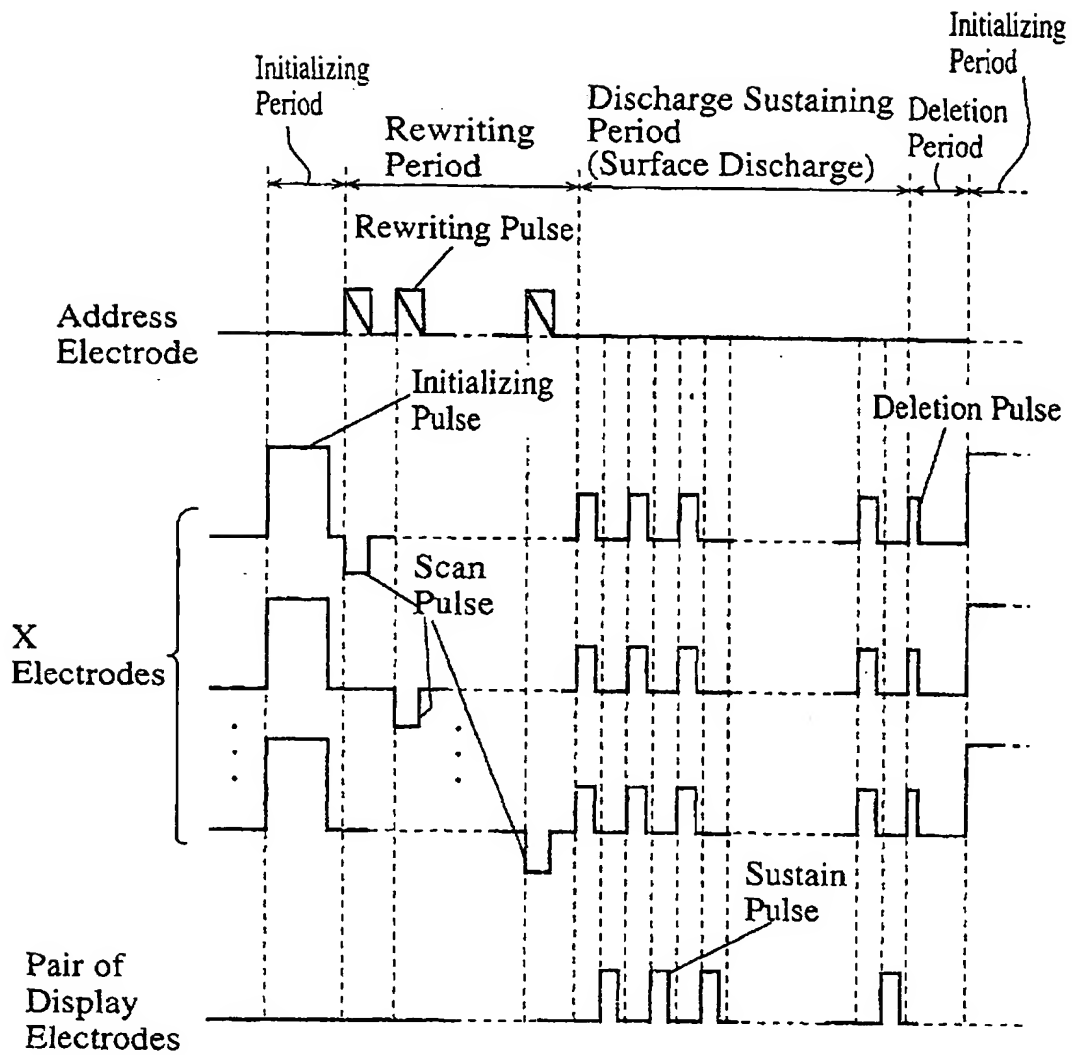 Initializing
Period
Initializing
Period
Rewriting
Period
Discharge Sustaining
Period
(Surface Discharge)
Deletion
Period
Rewriting Pulse
Address
Electrode
Initializing
Pulse
Deletion Pulse
Scan
Pulse
X
Electrodes
Sustain
Pulse
Pair of
Display
Electrodes